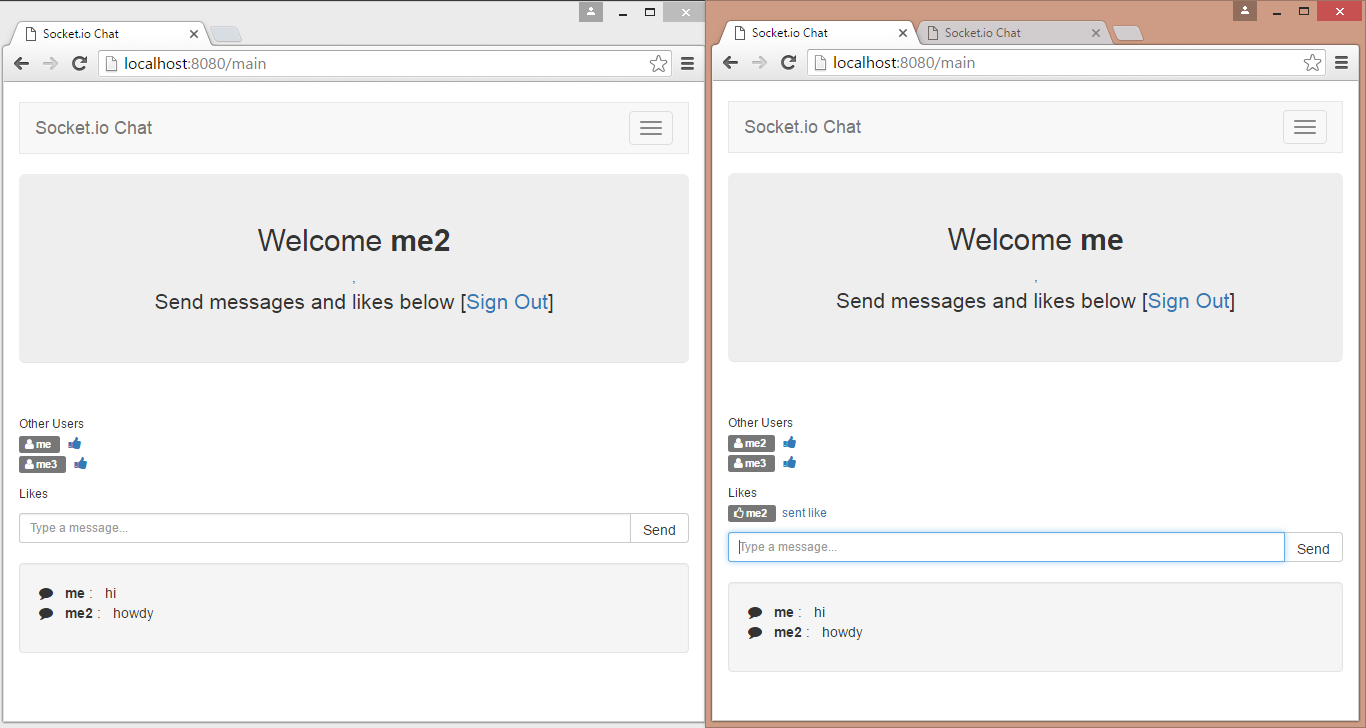 Socket.io Chat
localhost:8080/main
Socket.io Chat
Welcome me2
,
Send messages and likes below [Sign Out]
Other Users
me
me3
Likes
Type a message... Send
me : hi
me2 : howdy
Socket.io Chat Socket.io Chat
localhost:8080/main
Socket.io Chat
Welcome me
,
Send messages and likes below [Sign Out]
Other Users
me2
me3
Likes
me2 sent like
Type a message... Send
me : hi
me2 : howdy